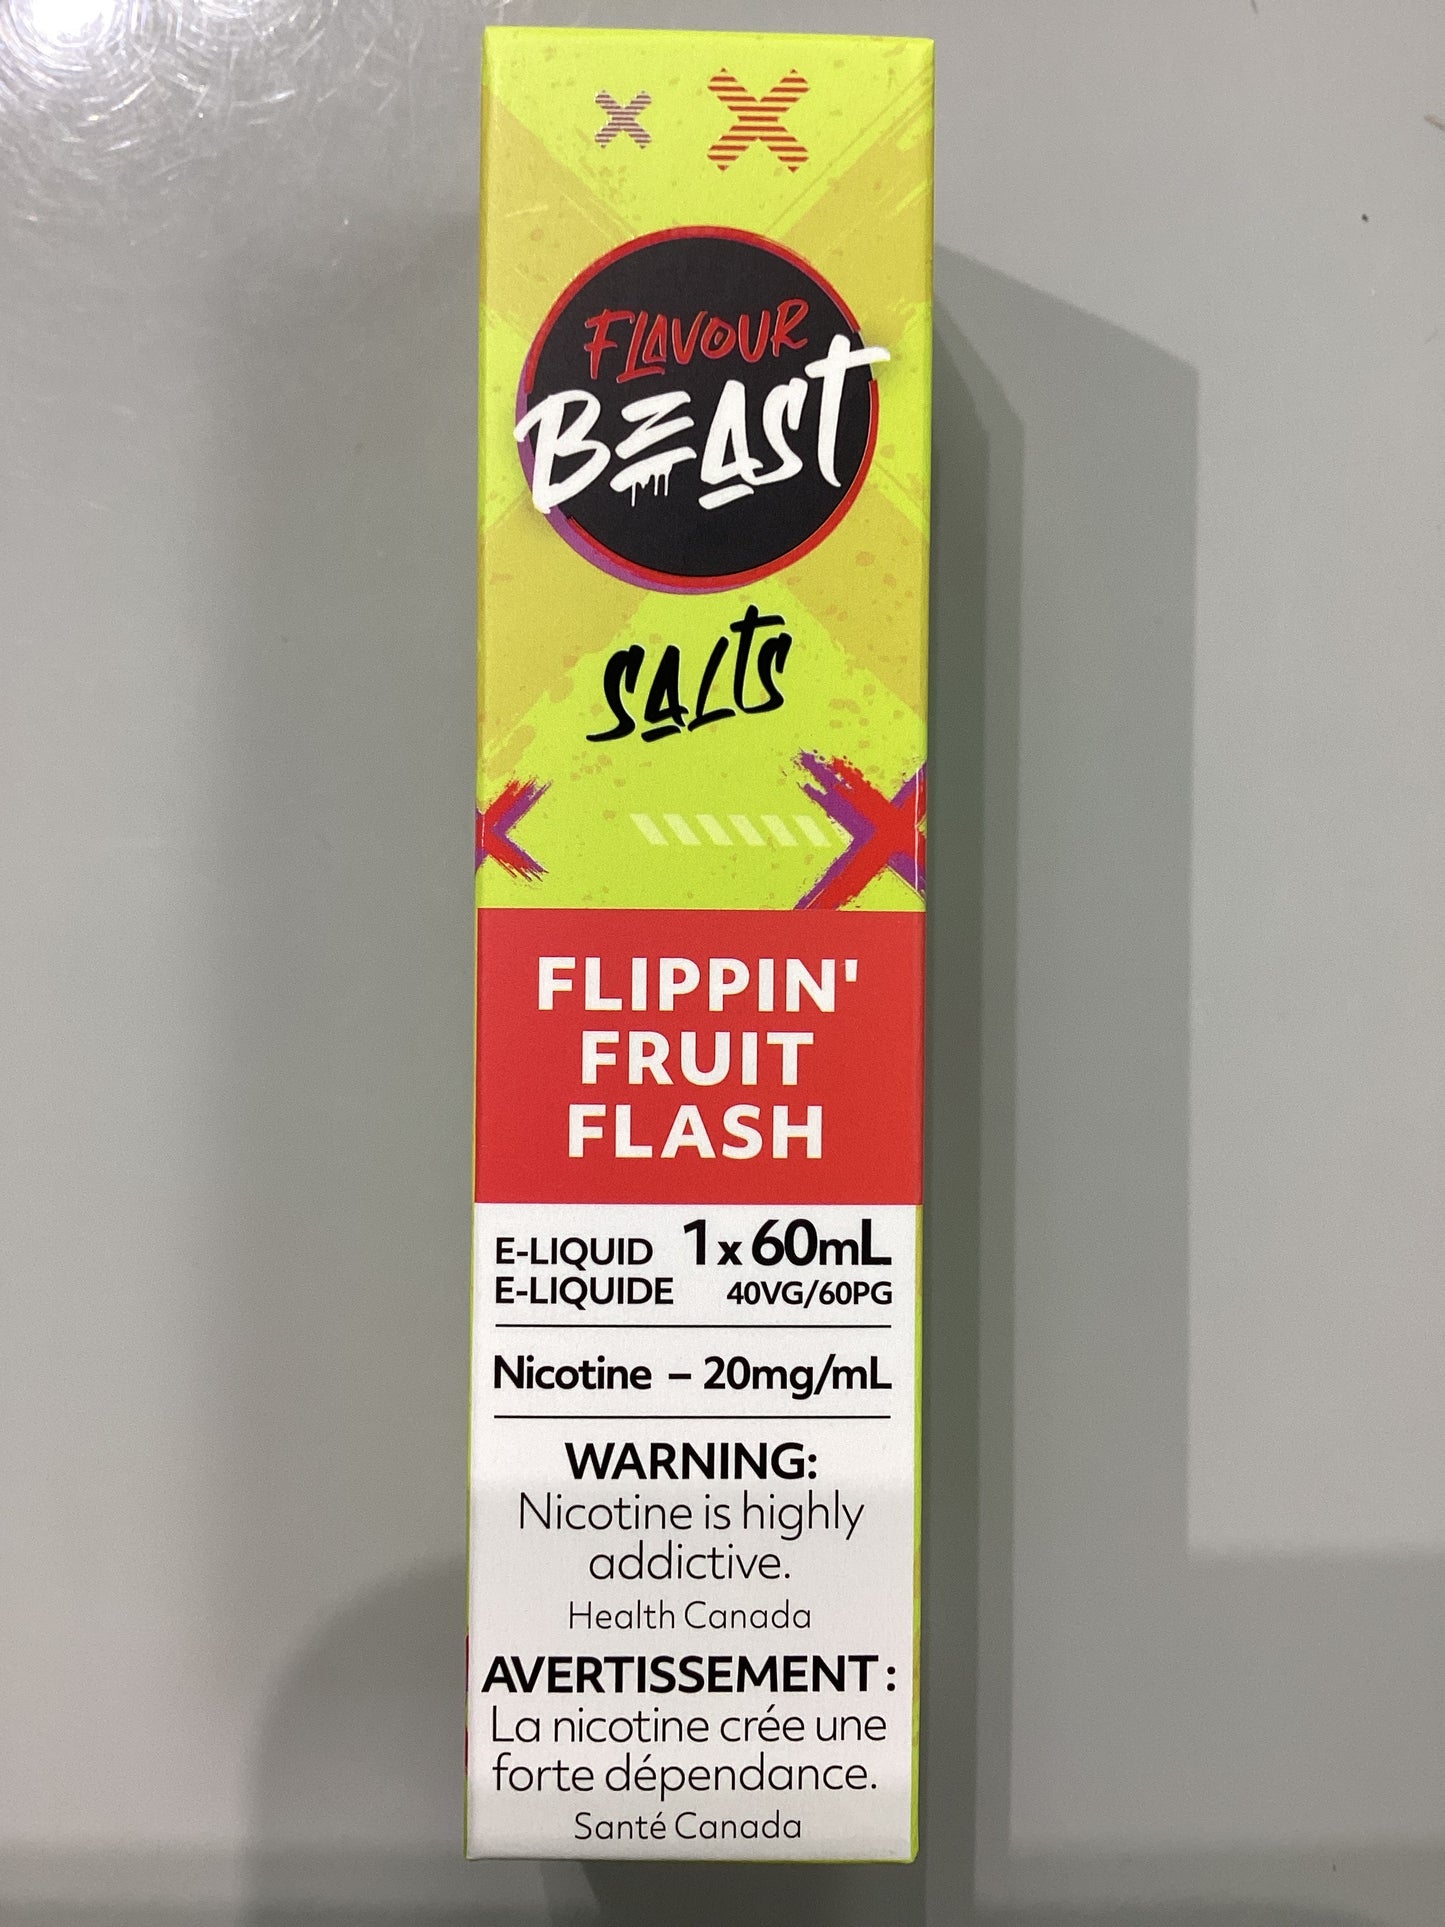 FLAVOUR
BEAST
SALTS
FLIPPIN'
FRUIT
FLASH
E-LIQUID 1x60mL
E-LIQUIDE 40VG/60PG
Nicotine – 20mg/mL
WARNING:
Nicotine is highly
addictive.
Health Canada
AVERTISSEMENT :
La nicotine crée une
forte dépendance.
Santé Canada